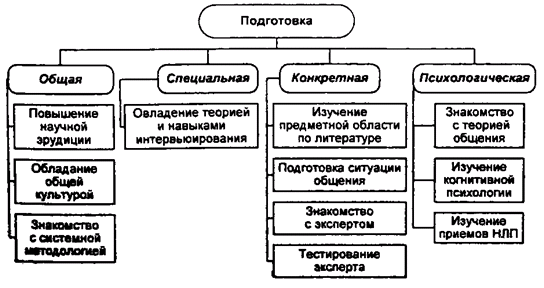 Подготовка
Общая
Специальная
Конкретная
Психологическая
Повышение
научной
эрудиции
Обладание
общей
культурой
Знакомство
с системной
методологией
Овладение теорией
и навыками
интервьюирования
Изучение
предметной области
по литературе
Подготовка ситуации
общения
Знакомство
с экспертом
Тестирование
эксперта
Знакомство
с теорией
общения
Изучение
когнитивной
психологии
Изучение
приемов НЛП